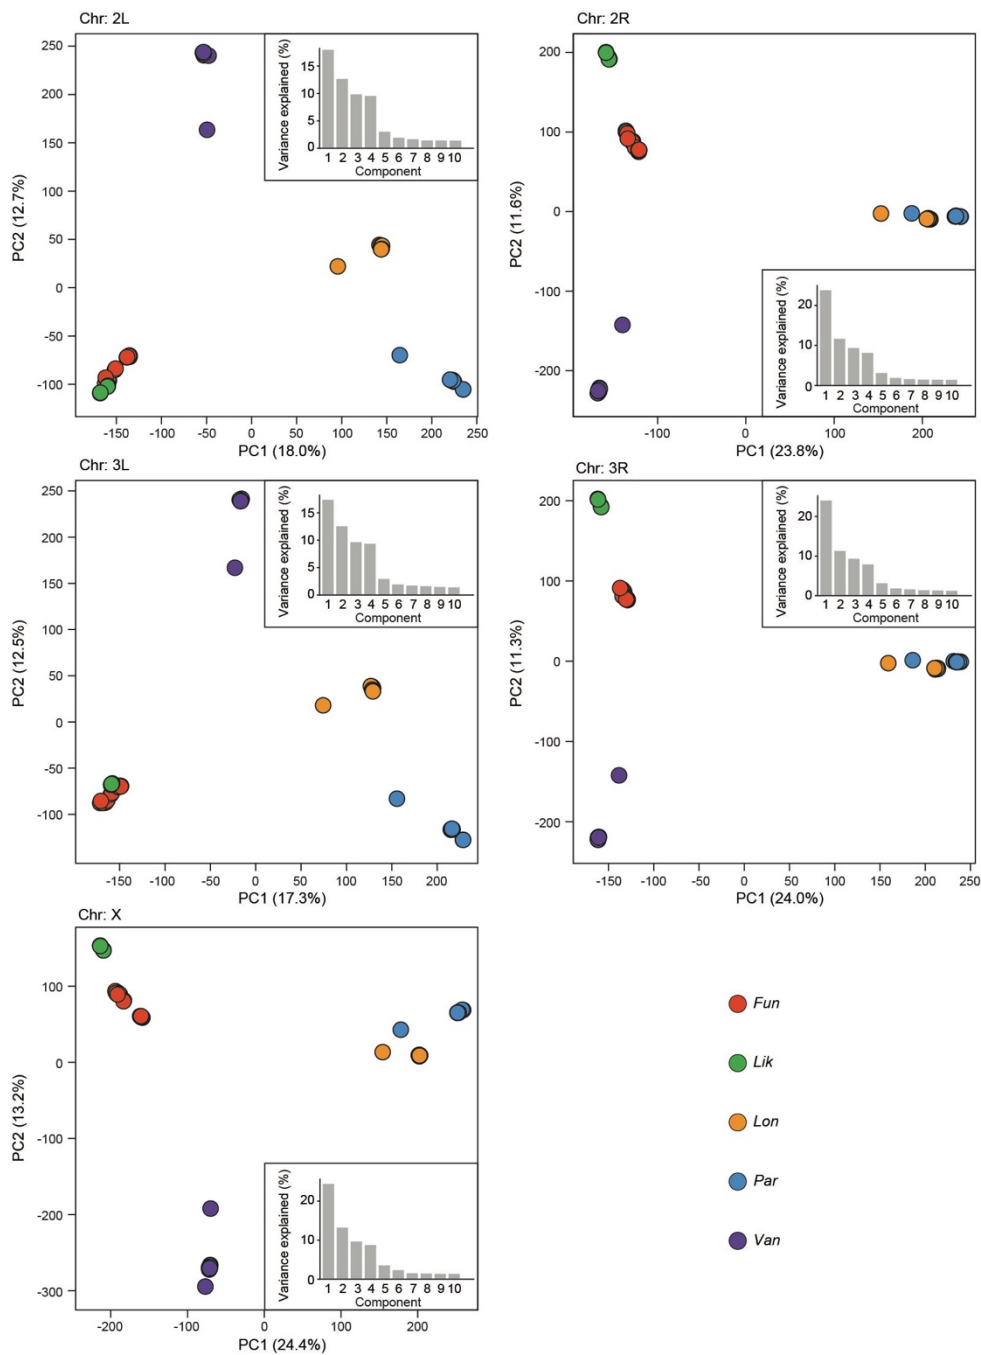 Chr: 2L
250
200
150
100
50
0
-50
-100
PC2 (12.7%)
-150 -100 -50 0 50 100 150 200 250
PC1 (18.0%)
Variance explained (%)
15
10
5
0
1 2 3 4 5 6 7 8 9 10
Component
Chr: 2R
200
100
0
-100
-200
PC2 (11.6%)
-100 0 100 200
PC1 (23.8%)
Variance explained (%)
20
10
0
1 2 3 4 5 6 7 8 9 10
Component
Chr: 3L
250
200
150
100
50
0
-50
-100
PC2 (12.5%)
-150 -100 -50 0 50 100 150 200
PC1 (17.3%)
Variance explained (%)
15
10
5
0
1 2 3 4 5 6 7 8 9 10
Component
Chr: 3R
200
100
0
-100
-200
PC2 (11.3%)
-150 -100 -50 0 50 100 150 200 250
PC1 (24.0%)
Variance explained (%)
20
10
0
1 2 3 4 5 6 7 8 9 10
Component
Chr: X
100
0
-100
-200
-300
PC2 (13.2%)
-200 -100 0 100 200
PC1 (24.4%)
Variance explained (%)
20
10
0
1 2 3 4 5 6 7 8 9 10
Component
Fun
Lik
Lon
Par
Van